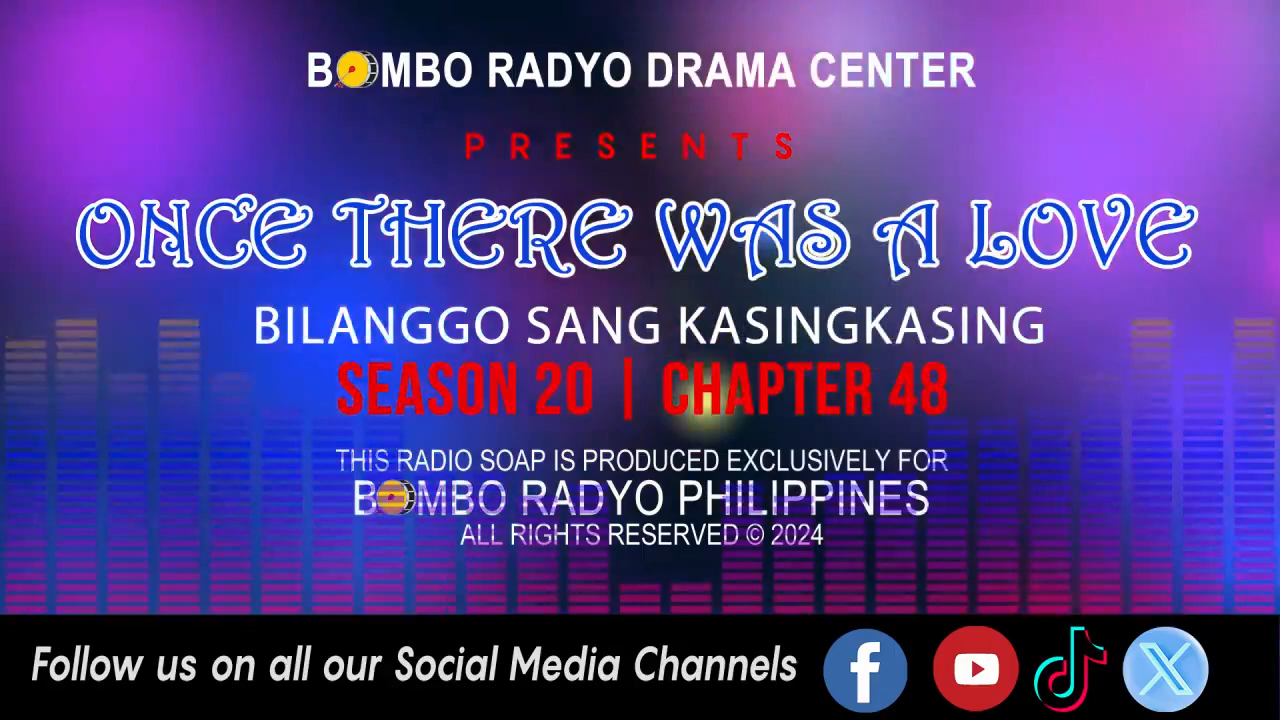 BOMBO RADYO DRAMA CENTER
PRESENTS
ONCE THERE WAS A LOVE
BILANGGO SANG KASINGKASING
SEASON 20 | CHAPTER 48
THIS RADIO SOAP IS PRODUCED EXCLUSIVELY FOR
BOMBO RADYO PHILIPPINES
ALL RIGHTS RESERVED © 2024
Follow us on all our Social Media Channels